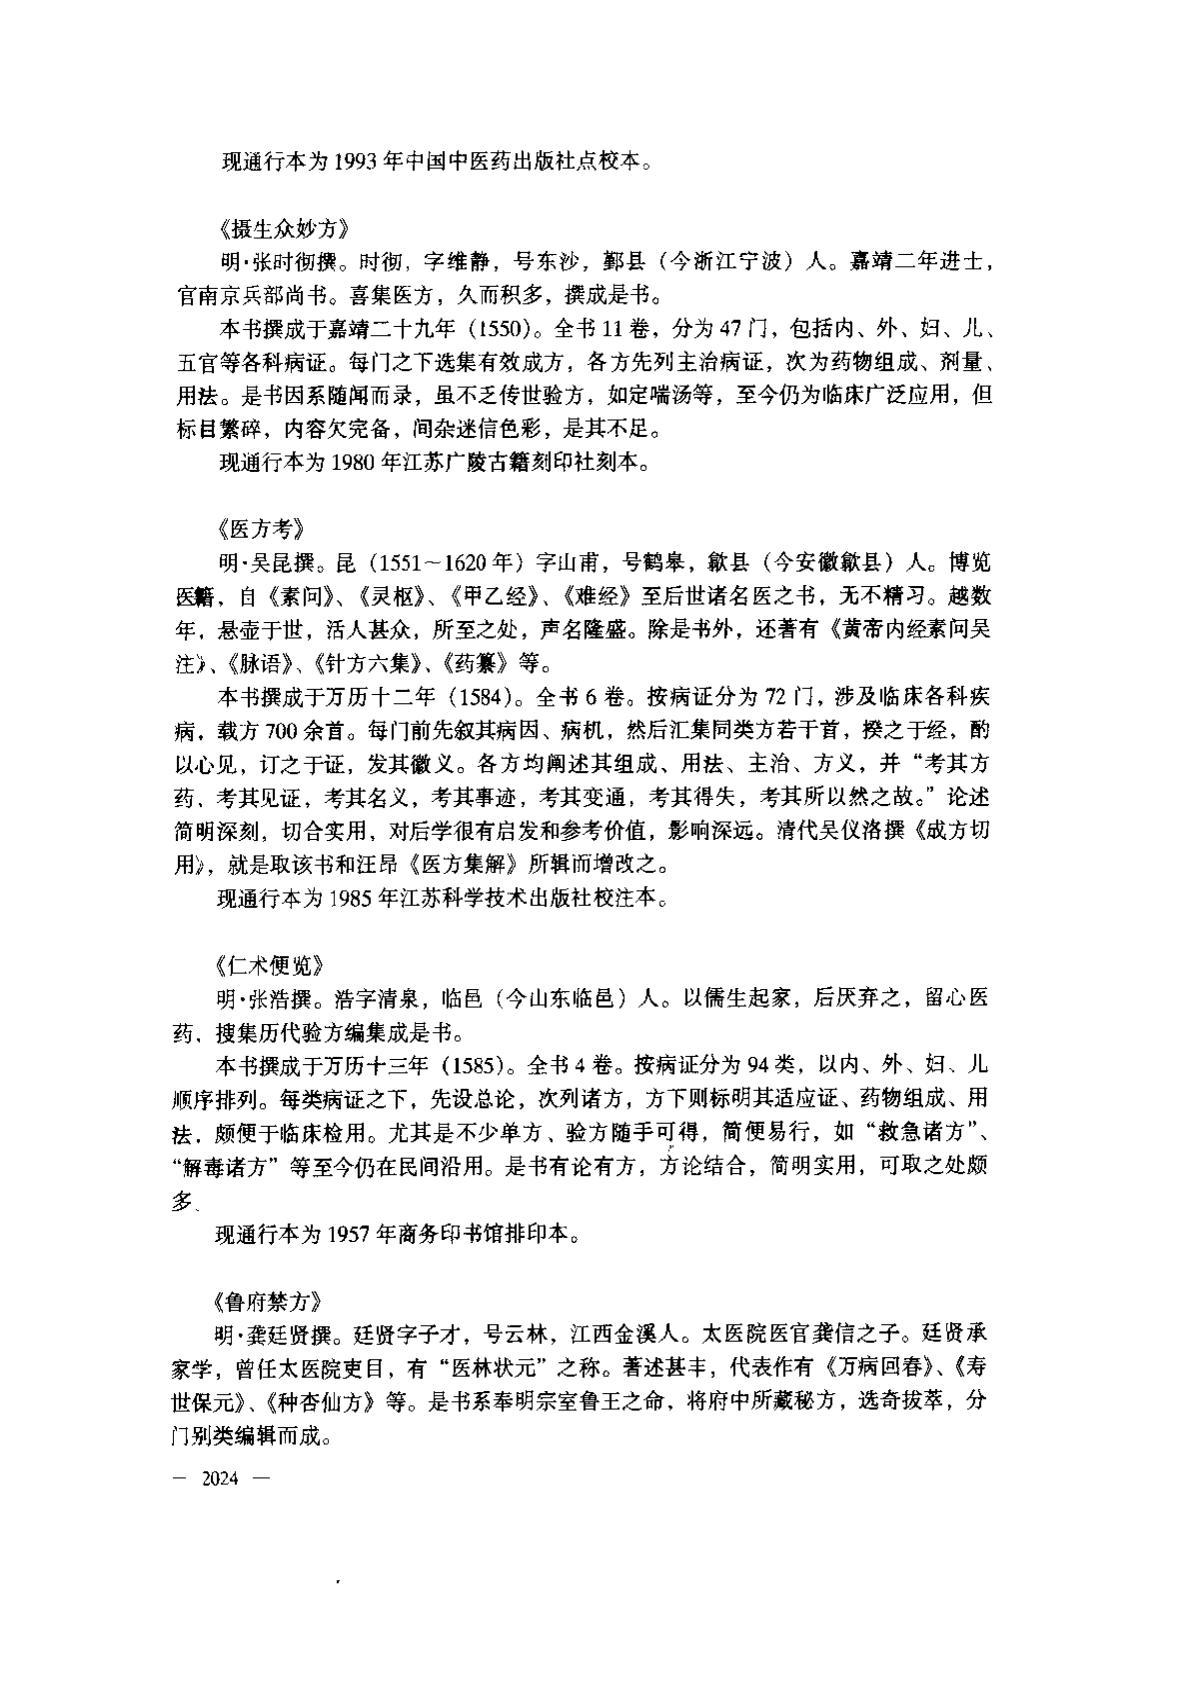 现通行本为 1993 年中国中医药出版社点校本。
《摄生众妙方》
明·张时彻撰。时彻，字维静，号东沙，鄞县（今浙江宁波）人。嘉靖二年进士，
官南京兵部尚书。喜集医方，久而积多，撰成是书。
本书撰成于嘉靖二十九年（1550）。全书 11 卷，分为 47 门，包括内、外、妇、儿、
五官等各科病证。每门之下选集有效成方，各方先列主治病证，次为药物组成、剂量、
用法。是书因系随闻而录，虽不乏传世验方，如定喘汤等，至今仍为临床广泛应用，但
标目繁碎，内容欠完备，间杂迷信色彩，是其不足。
现通行本为 1980 年江苏广陵古籍刻印社刻本。
《医方考》
明·吴昆撰。昆（1551～1620 年）字山甫，号鹤皋，歙县（今安徽歙县）人。博览
医籍，自《素问》、《灵枢》、《甲乙经》、《难经》至后世诸名医之书，无不精习。越数
年，悬壶于世，活人甚众，所至之处，声名隆盛。除是书外，还著有《黄帝内经素问吴
注》、《脉语》、《针方六集》、《药纂》等。
本书撰成于万历十二年（1584）。全书 6 卷。按病证分为 72 门，涉及临床各科疾
病，载方 700 余首。每门前先叙其病因、病机，然后汇集同类方若干首，揆之于经，酌
以心见，订之于证，发其徽义。各方均阐述其组成、用法、主治、方义，并“考其方
药，考其见证，考其名义，考其事迹，考其变通，考其得失，考其所以然之故。”论述
简明深刻，切合实用，对后学很有启发和参考价值，影响深远。清代吴仪洛撰《成方切
用》，就是取该书和汪昂《医方集解》所辑而增改之。
现通行本为 1985 年江苏科学技术出版社校注本。
《仁术便览》
明·张浩撰。浩字清泉，临邑（今山东临邑）人。以儒生起家，后厌弃之，留心医
药，搜集历代验方编集成是书。
本书撰成于万历十三年（1585）。全书 4 卷。按病证分为 94 类，以内、外、妇、儿
顺序排列。每类病证之下，先设总论，次列诸方，方下则标明其适应证、药物组成、用
法，颇便于临床检用。尤其是不少单方、验方随手可得，简便易行，如“救急诸方”、
“解毒诸方”等至今仍在民间沿用。是书有论有方，方论结合，简明实用，可取之处颇
多。
现通行本为 1957 年商务印书馆排印本。
《鲁府禁方》
明·龚廷贤撰。廷贤字子才，号云林，江西金溪人。太医院医官龚信之子。廷贤承
家学，曾任太医院吏目，有“医林状元”之称。著述甚丰，代表作有《万病回春》、《寿
世保元》、《种杏仙方》等。是书系奉明宗室鲁王之命，将府中所藏秘方，选奇拔萃，分
门别类编辑而成。
— 2024 —